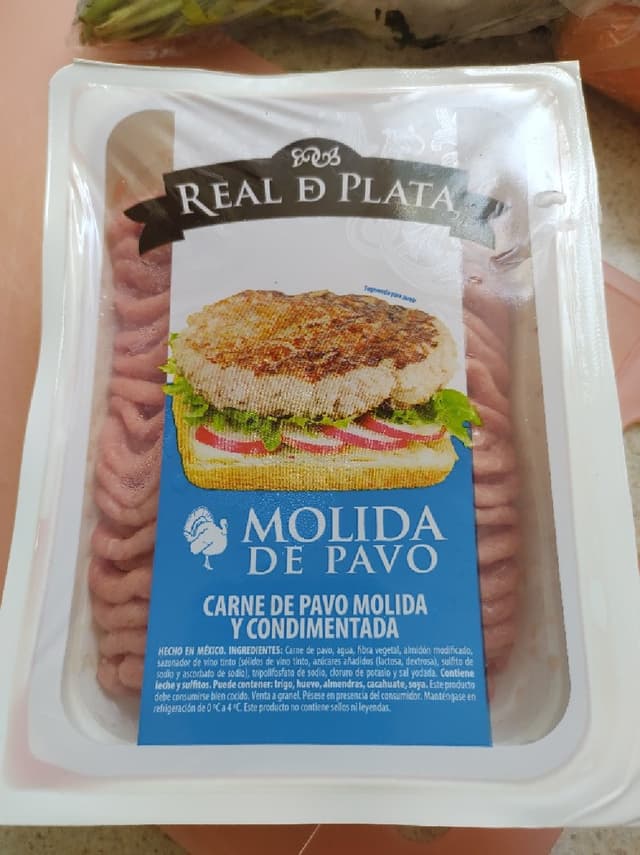 REAL D PLATA
Sugerencia para servir
MOLIDA
DE PAVO
CARNE DE PAVO MOLIDA
Y CONDIMENTADA
HECHO EN MÉXICO. INGREDIENTES: Carne de pavo, agua, fibra vegetal, almidón modificado,
sazonador de vino tinto (sólidos de vino tinto, azúcares añadidos (lactosa, dextrosa), sulfito de
sodio y ascorbato de sodio), tripolifosfato de sodio, cloruro de potasio y sal yodada. Contiene
leche y sulfitos. Puede contener: trigo, huevo, almendras, cacahuate, soya. Este producto
debe consumirse bien cocido. Venta a granel. Pésese en presencia del consumidor. Manténgase en
refrigeración de 0 °C a 4 °C. Este producto no contiene sellos ni leyendas.